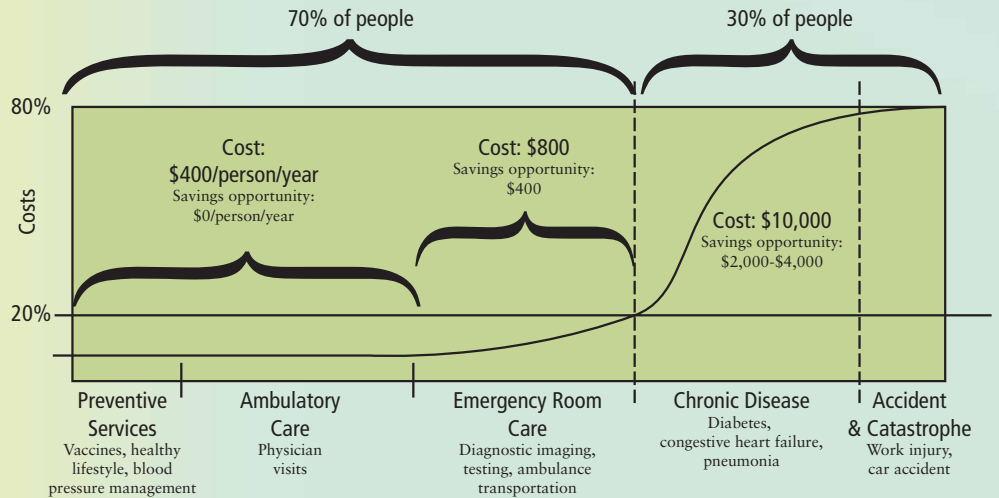 70% of people
30% of people
80%
Costs
20%
Cost:
$400/person/year
Savings opportunity:
$0/person/year
Cost: $800
Savings opportunity:
$400
Cost: $10,000
Savings opportunity:
$2,000-$4,000
Preventive
Services
Vaccines, healthy
lifestyle, blood
pressure management
Ambulatory
Care
Physician
visits
Emergency Room
Care
Diagnostic imaging,
testing, ambulance
transportation
Chronic Disease
Diabetes,
congestive heart failure,
pneumonia
Accident
& Catastrophe
Work injury,
car accident